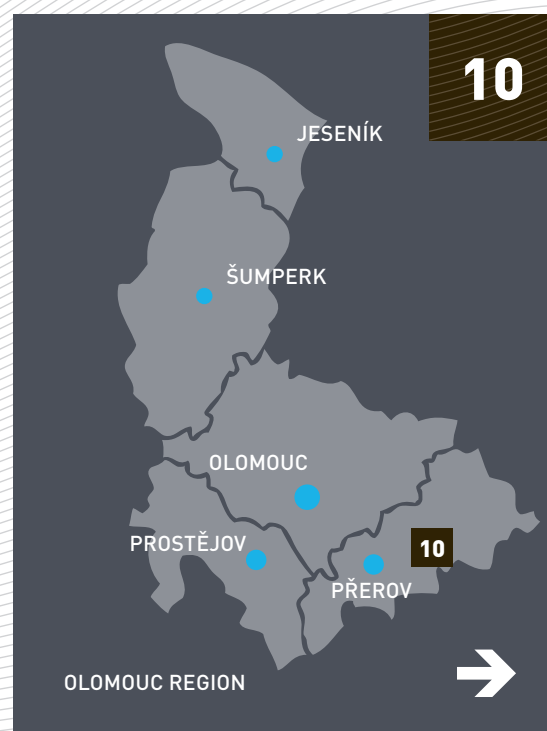 10
JESENÍK
ŠUMPERK
OLOMOUC
PROSTĚJOV
10
PŘEROV
OLOMOUC REGION